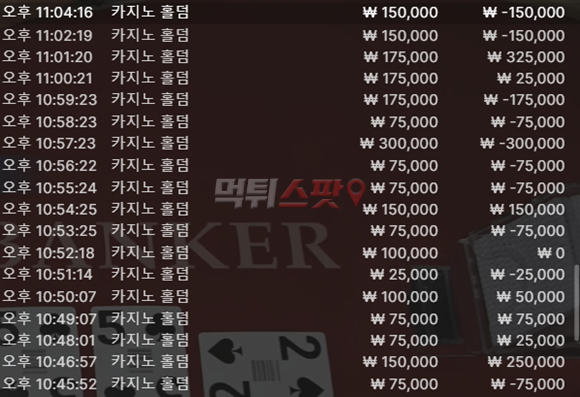 오후 11:04:16 카지노 홀덤 ₩ 150,000 ₩ -150,000
오후 11:02:19 카지노 홀덤 ₩ 150,000 ₩ -150,000
오후 11:01:20 카지노 홀덤 ₩ 175,000 ₩ 325,000
오후 11:00:21 카지노 홀덤 ₩ 175,000 ₩ 25,000
오후 10:59:23 카지노 홀덤 ₩ 175,000 ₩ -175,000
오후 10:58:23 카지노 홀덤 ₩ 75,000 ₩ -75,000
오후 10:57:23 카지노 홀덤 ₩ 300,000 ₩ -300,000
오후 10:56:22 카지노 홀덤 ₩ 75,000 ₩ -75,000
오후 10:55:24 카지노 홀덤 ₩ 75,000 ₩ -75,000
먹튀스팟
오후 10:54:25 카지노 홀덤 ₩ 150,000 ₩ 150,000
오후 10:53:25 카지노 홀덤 ₩ 75,000 ₩ -75,000
BANKER
오후 10:52:18 카지노 홀덤 ₩ 100,000 ₩ 0
오후 10:51:14 카지노 홀덤 ₩ 25,000 ₩ -25,000
오후 10:50:07 카지노 홀덤 ₩ 100,000 ₩ 50,000
오후 10:49:07 카지노 홀덤 ₩ 75,000 ₩ 75,000
오후 10:48:01 카지노 홀덤 ₩ 75,000 ₩ 25,000
오후 10:46:57 카지노 홀덤 ₩ 150,000 ₩ 250,000
오후 10:45:52 카지노 홀덤 ₩ 75,000 ₩ -75,000
2